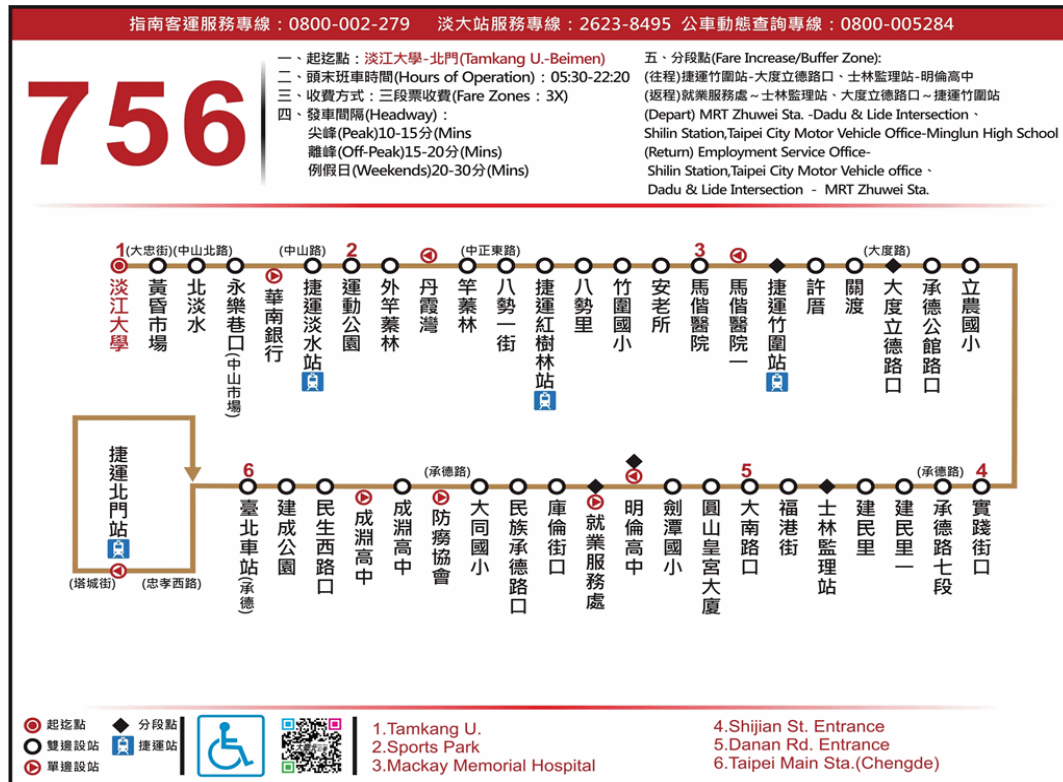 指南客運服務專線：0800-002-279 淡大站服務專線：2623-8495 公車動態查詢專線：0800-005284
756
一、起迄點：淡江大學-北門(Tamkang U.-Beimen)
二、頭末班車時間(Hours of Operation)：05:30-22:20
三、收費方式：三段票收費(Fare Zones：3X)
四、發車間隔(Headway)：
尖峰(Peak)10-15分(Mins
離峰(Off-Peak)15-20分(Mins)
例假日(Weekends)20-30分(Mins)
五、分段點(Fare Increase/Buffer Zone):
(往程)捷運竹圍站-大度立德路口、士林監理站-明倫高中
(返程)就業服務處～士林監理站、大度立德路口～捷運竹圍站
(Depart) MRT Zhuwei Sta. -Dadu & Lide Intersection、
Shilin Station,Taipei City Motor Vehicle Office-Minglun High School
(Return) Employment Service Office-
Shilin Station,Taipei City Motor Vehicle office、
Dadu & Lide Intersection - MRT Zhuwei Sta.
1
(大忠街)
(中山北路)
(中山路)
2
(中正東路)
3
(大度路)
淡江大學
黃昏市場
北淡水
永樂巷口(中山市場)
華南銀行
捷運淡水站
運動公園
外竿蓁林
丹霞灣
竿蓁林
八勢一街
捷運紅樹林站
八勢里
竹圍國小
安老所
馬偕醫院
馬偕醫院一
捷運竹圍站
許厝
關渡
大度立德路口
承德公館路口
立農國小
捷運北門站
(塔城街)
(忠孝西路)
6
(承德路)
5
(承德路)
4
臺北車站(承德)
建成公園
民生西路口
成淵高中
成淵高中
防癆協會
大同國小
民族承德路口
庫倫街口
就業服務處
明倫高中
劍潭國小
圓山皇宮大廈
大南路口
福港街
士林監理站
建民里
建民里一
承德路七段
實踐街口
起迄點
分段點
雙邊設站
捷運站
單邊設站
1.Tamkang U.
2.Sports Park
3.Mackay Memorial Hospital
4.Shijian St. Entrance
5.Danan Rd. Entrance
6.Taipei Main Sta.(Chengde)